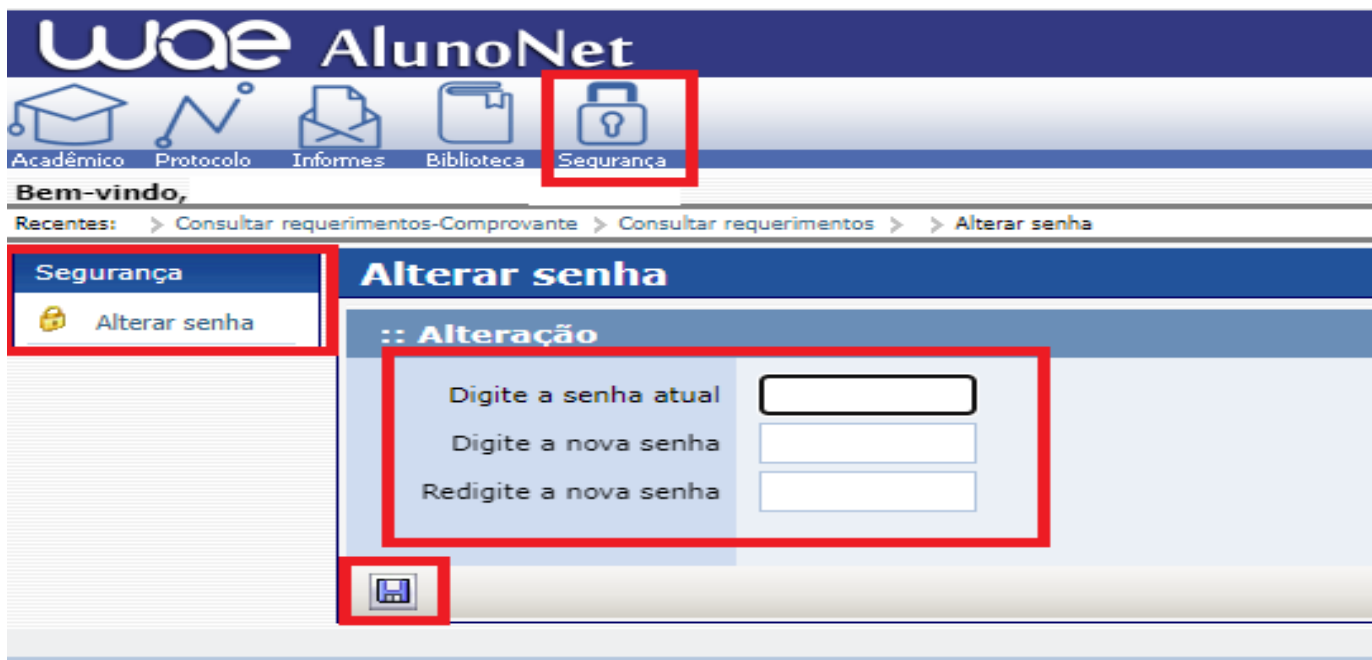 wae AlunoNet
Acadêmico Protocolo Informes Biblioteca Segurança
Bem-vindo,
Recentes: > Consultar requerimentos-Comprovante > Consultar requerimentos > > Alterar senha
Segurança
Alterar senha
Alterar senha
:: Alteração
Digite a senha atual
Digite a nova senha
Redigite a nova senha